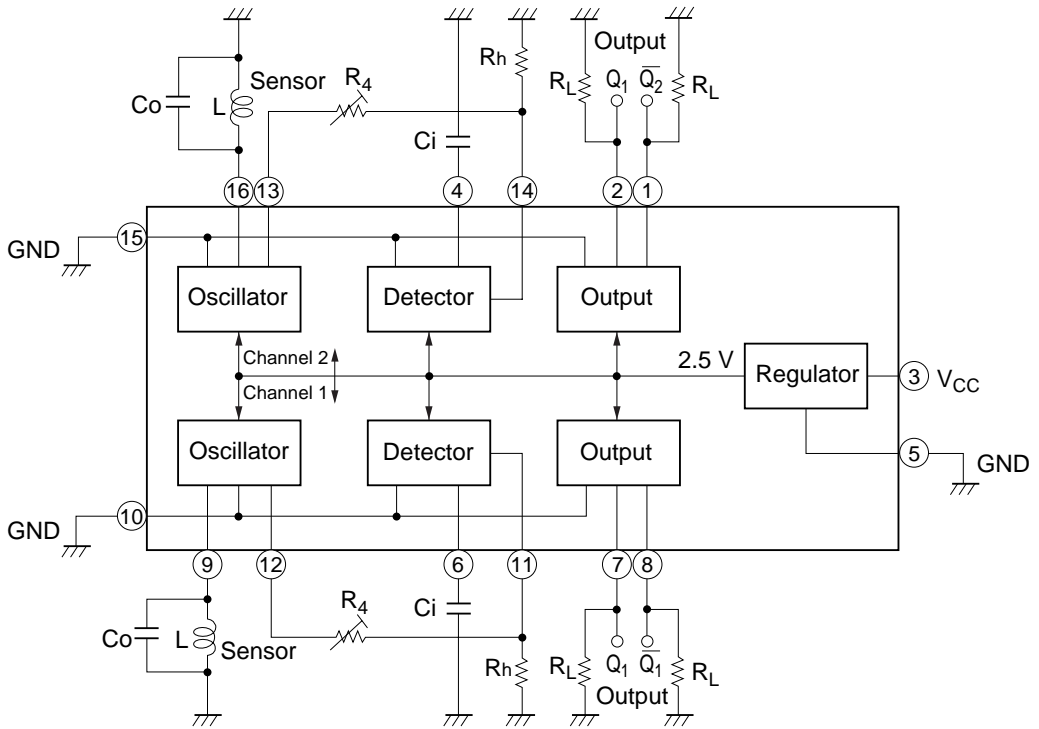 Output
Rh
R4
Sensor
RL
Q1
Q̅2
RL
Co
L
Ci
16
13
4
14
2
1
15
GND
Oscillator
Detector
Output
Channel 2
2.5 V
Regulator
3
VCC
Channel 1
Oscillator
Detector
Output
5
GND
10
GND
9
12
6
11
7
8
R4
Ci
Co
L
Sensor
Rh
RL
Q1
Q̅1
RL
Output